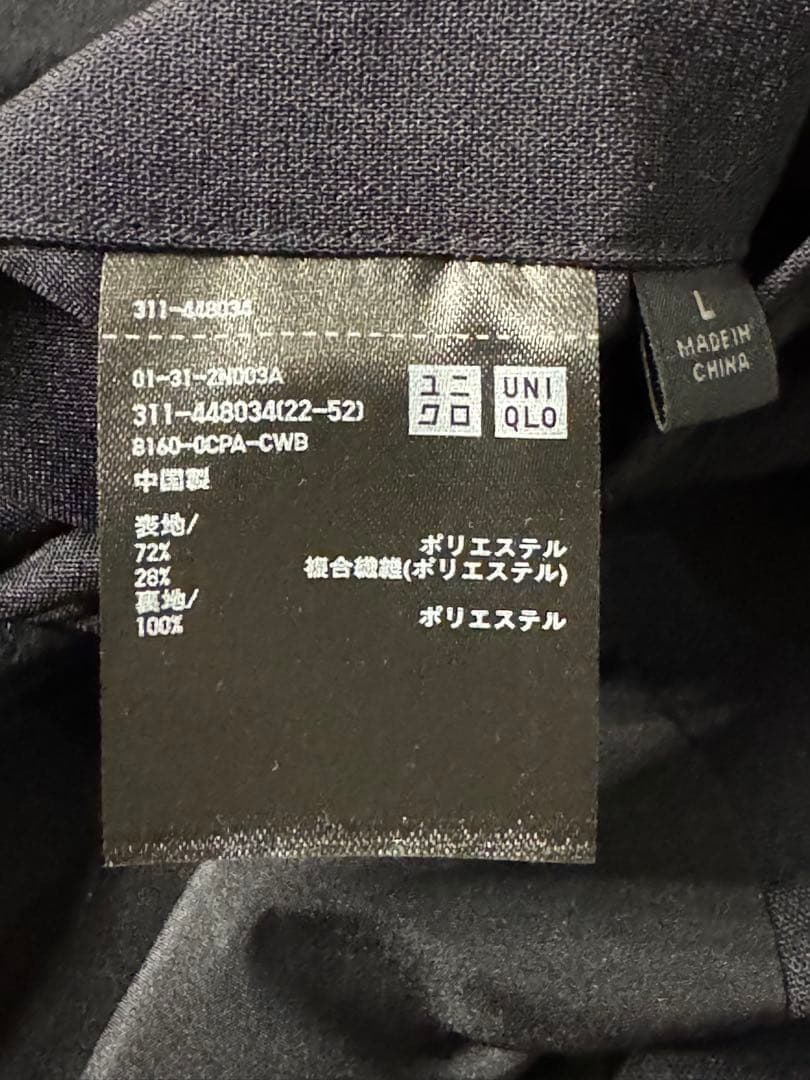 311-448034
01-31-2N003A
311-448034(22-52)
8160-0CPA-CWB
中国製
ユニ
クロ
UNI
QLO
表地/
72% ポリエステル
28% 複合繊維(ポリエステル)
裏地/
100% ポリエステル
L
MADE IN
CHINA